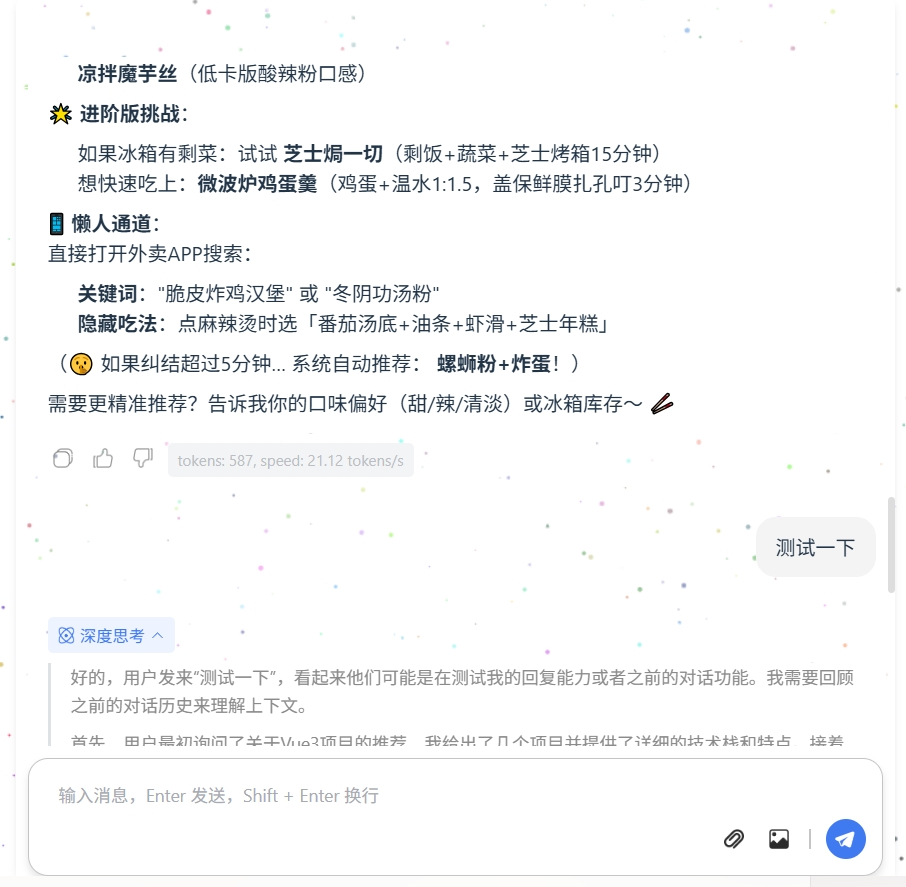 凉拌魔芋丝（低卡版酸辣粉口感）
🌟 进阶版挑战：
如果冰箱有剩菜：试试 芝士焗一切（剩饭+蔬菜+芝士烤箱15分钟）
想快速吃上：微波炉鸡蛋羹（鸡蛋+温水1:1.5，盖保鲜膜扎孔叮3分钟）
📱 懒人通道：
直接打开外卖APP搜索：
关键词："脆皮炸鸡汉堡" 或 "冬阴功汤粉"
隐藏吃法：点麻辣烫时选「番茄汤底+油条+虾滑+芝士年糕」
（🤫 如果纠结超过5分钟... 系统自动推荐： 螺蛳粉+炸蛋！）
需要更精准推荐？告诉我你的口味偏好（甜/辣/清淡）或冰箱库存～ 🥢
tokens: 587, speed: 21.12 tokens/s
测试一下
深度思考
好的，用户发来“测试一下”，看起来他们可能是在测试我的回复能力或者之前的对话功能。我需要回顾
之前的对话历史来理解上下文。
首先，用户最初询问了关于Vue3项目的推荐，我给出了几个项目并提供了详细的技术栈和特点。接着
输入消息，Enter 发送，Shift + Enter 换行